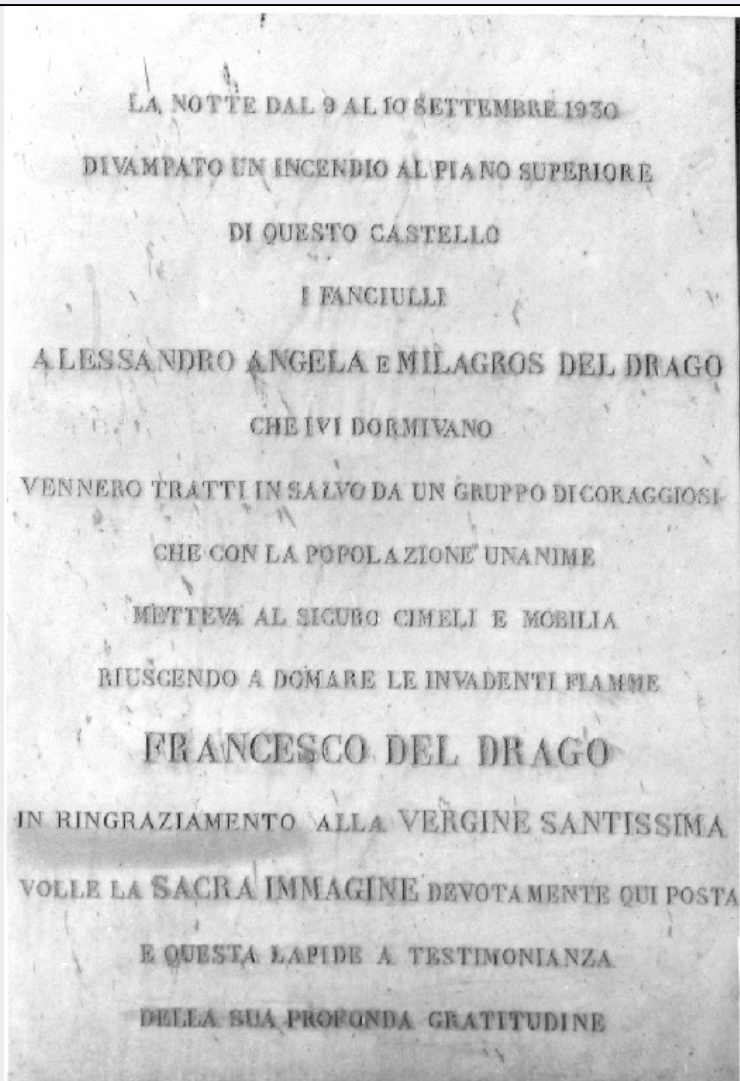 LA NOTTE DAL 9 AL 10 SETTEMBRE 1930
DIVAMPATO UN INCENDIO AL PIANO SUPERIORE
DI QUESTO CASTELLO
I FANCIULLI
ALESSANDRO ANGELA E MILAGROS DEL DRAGO
CHE IVI DORMIVANO
VENNERO TRATTI IN SALVO DA UN GRUPPO DI CORAGGIOSI
CHE CON LA POPOLAZIONE UNANIME
METTEVA AL SICURO CIMELI E MOBILIA
RIUSCENDO A DOMARE LE INVADENTI FIAMME
FRANCESCO DEL DRAGO
IN RINGRAZIAMENTO ALLA VERGINE SANTISSIMA
VOLLE LA SACRA IMMAGINE DEVOTAMENTE QUI POSTA
E QUESTA LAPIDE A TESTIMONIANZA
DELLA SUA PROFONDA GRATITUDINE